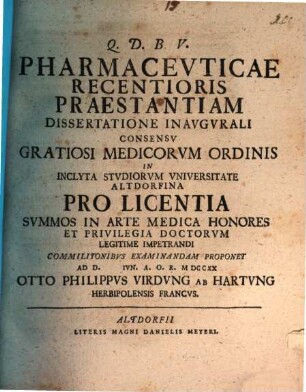 Q. D. B. V.
PHARMACEVTICAE
RECENTIORIS
PRAESTANTIAM
DISSERTATIONE INAVGVRALI
CONSENSV
GRATIOSI MEDICORVM ORDINIS
IN
INCLYTA STVDIORVM VNIVERSITATE
ALTDORFINA
PRO LICENTIA
SVMMOS IN ARTE MEDICA HONORES
ET PRIVILEGIA DOCTORVM
LEGITIME IMPETRANDI
COMMILITONIBVS EXAMINANDAM PROPONET
AD D. IVN. A. O. R. MDCCXX
OTTO PHILIPPVS VIRDVNG AB HARTVNG
HERBIPOLENSIS FRANCVS.
ALTDORFII
LITERIS MAGNI DANIELIS MEYERI.